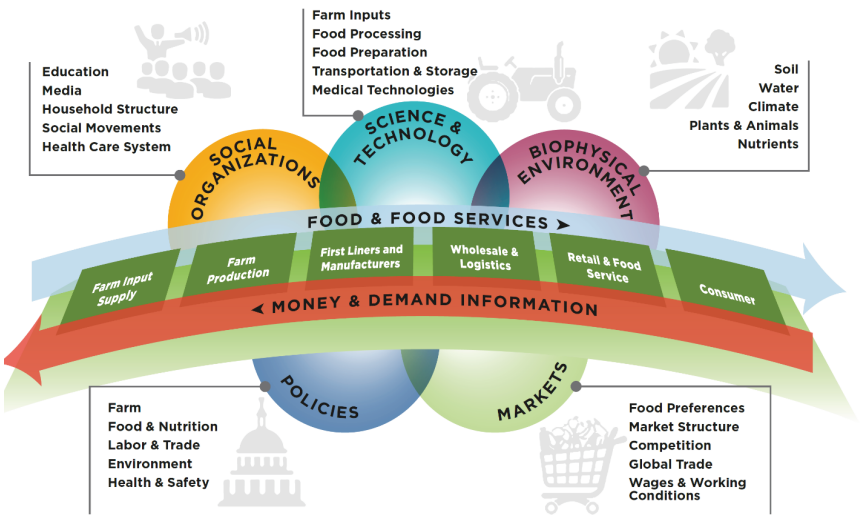 Farm Inputs
Food Processing
Food Preparation
Transportation & Storage
Medical Technologies
Education
Media
Household Structure
Social Movements
Health Care System
Soil
Water
Climate
Plants & Animals
Nutrients
SOCIAL
ORGANIZATIONS
SCIENCE &
TECHNOLOGY
BIOPHYSICAL
ENVIRONMENT
FOOD & FOOD SERVICES ➤
Farm Input
Supply
Farm
Production
First Liners and
Manufacturers
Wholesale &
Logistics
Retail & Food
Service
Consumer
⮜ MONEY & DEMAND INFORMATION
POLICIES
MARKETS
Farm
Food & Nutrition
Labor & Trade
Environment
Health & Safety
Food Preferences
Market Structure
Competition
Global Trade
Wages & Working
Conditions